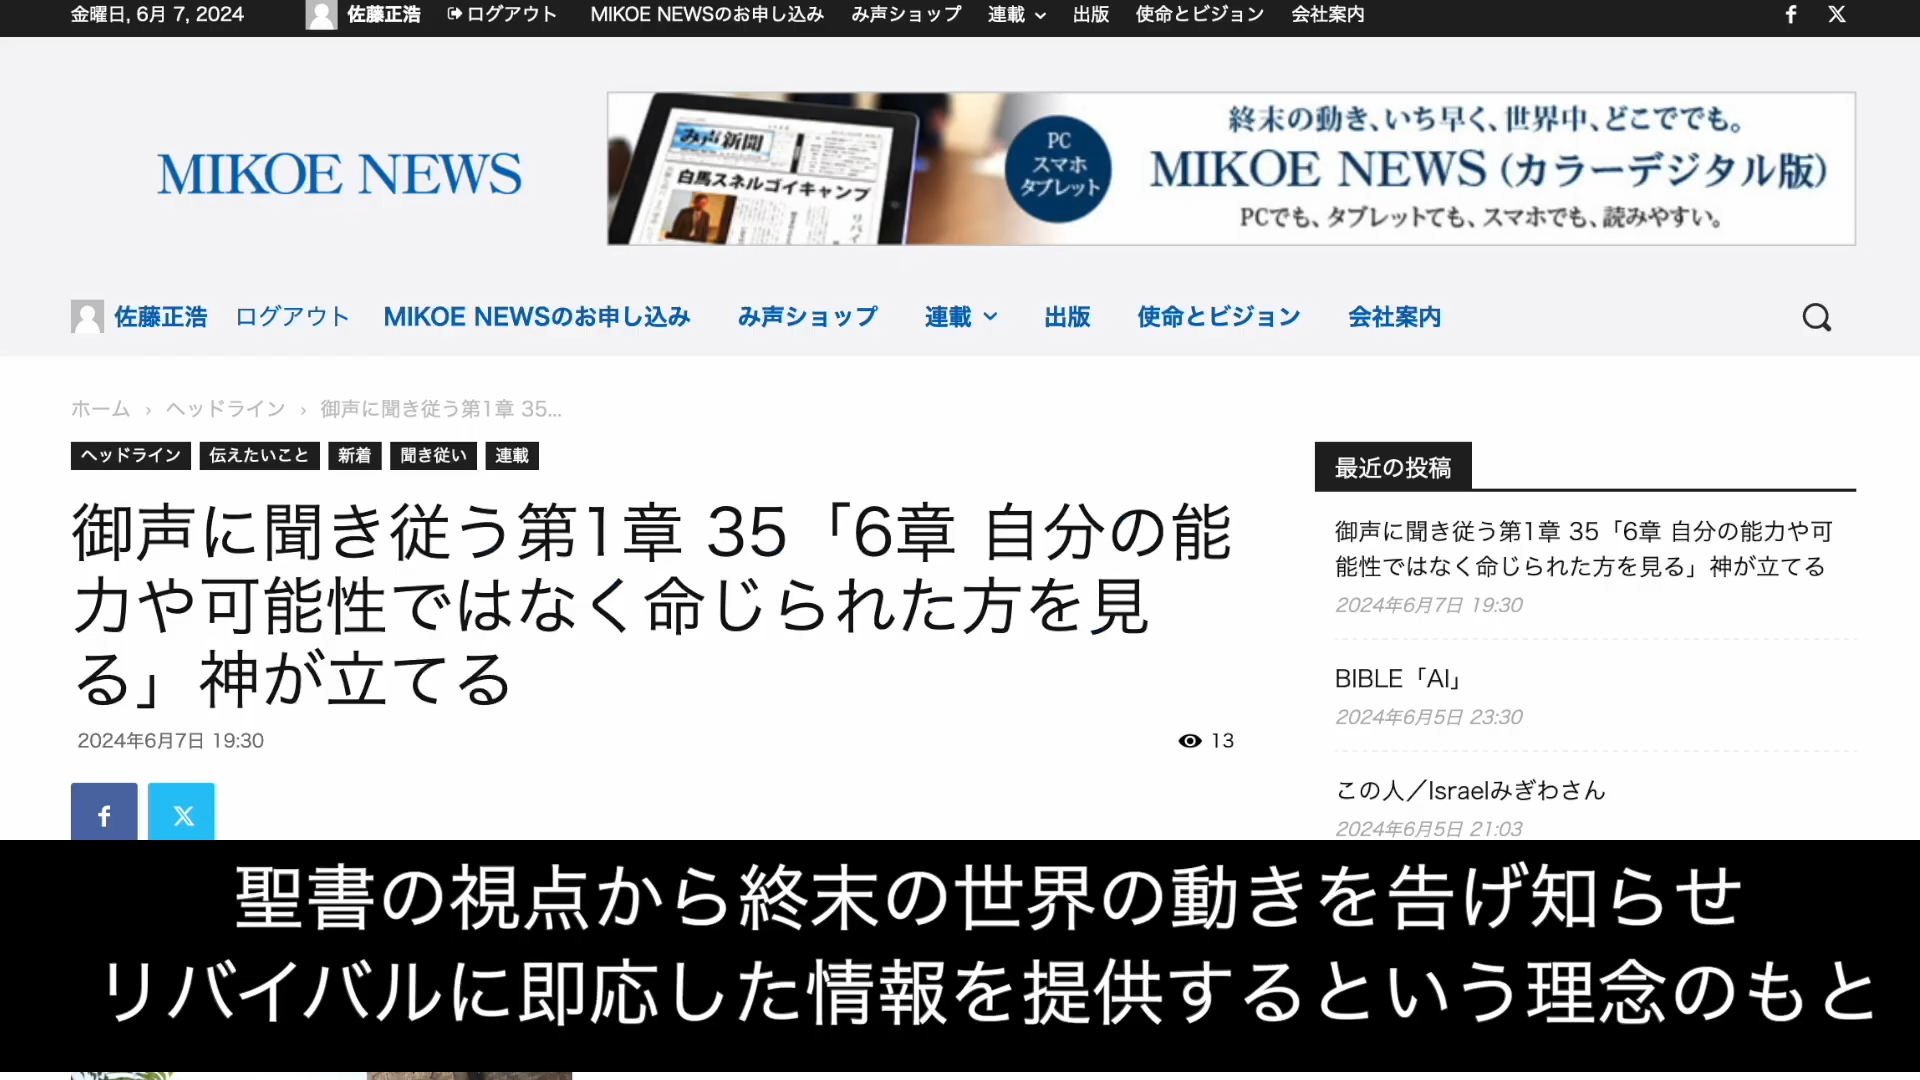 金曜日, 6月 7, 2024 佐藤正浩 ログアウト MIKOE NEWSのお申し込み み声ショップ 連載 出版 使命とビジョン 会社案内
MIKOE NEWS
み声新聞
白馬スネルゴイキャンプ
PC
スマホ
タブレット
終末の動き、いち早く、世界中、どこででも。
MIKOE NEWS（カラーデジタル版）
PCでも、タブレットでも、スマホでも、読みやすい。
佐藤正浩 ログアウト MIKOE NEWSのお申し込み み声ショップ 連載 出版 使命とビジョン 会社案内
ホーム › ヘッドライン › 御声に聞き従う第1章 35...
ヘッドライン 伝えたいこと 新着 聞き従い 連載
御声に聞き従う第1章 35「6章 自分の能
力や可能性ではなく命じられた方を見
る」神が立てる
2024年6月7日 19:30
13
最近の投稿
御声に聞き従う第1章 35「6章 自分の能力や可
能性ではなく命じられた方を見る」神が立てる
2024年6月7日 19:30
BIBLE「AI」
2024年6月5日 23:30
この人／Israelみぎわさん
2024年6月5日 21:03
聖書の視点から終末の世界の動きを告げ知らせ
リバイバルに即応した情報を提供するという理念のもと